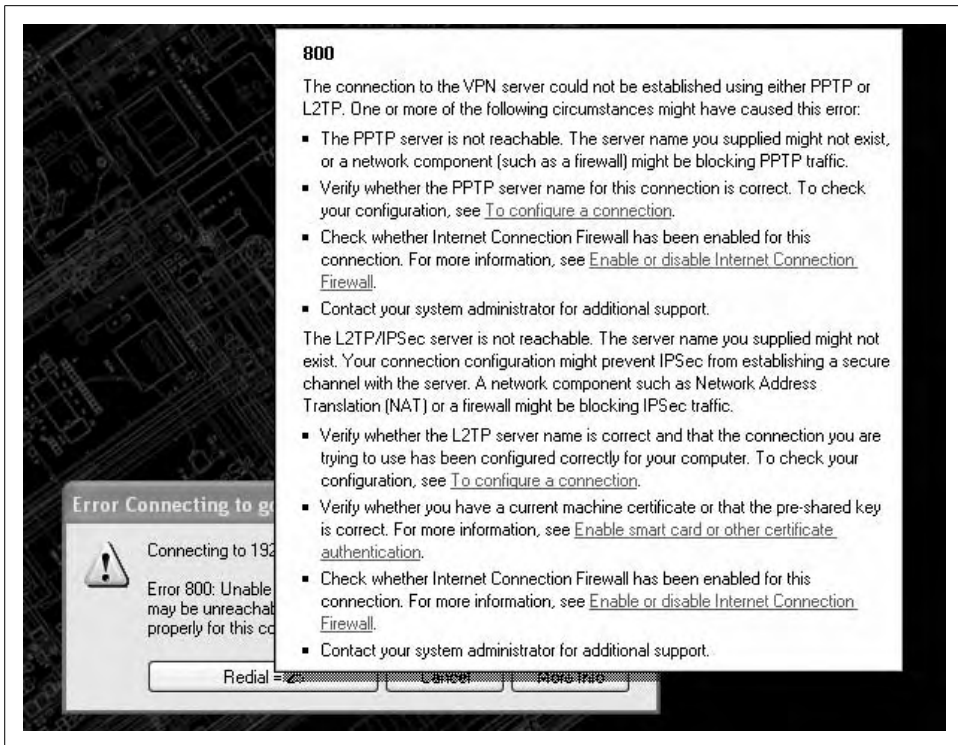 800
The connection to the VPN server could not be established using either PPTP or
L2TP. One or more of the following circumstances might have caused this error:
▪ The PPTP server is not reachable. The server name you supplied might not exist,
or a network component (such as a firewall) might be blocking PPTP traffic.
▪ Verify whether the PPTP server name for this connection is correct. To check
your configuration, see To configure a connection.
▪ Check whether Internet Connection Firewall has been enabled for this
connection. For more information, see Enable or disable Internet Connection
Firewall.
▪ Contact your system administrator for additional support.
The L2TP/IPSec server is not reachable. The server name you supplied might not
exist. Your connection configuration might prevent IPSec from establishing a secure
channel with the server. A network component such as Network Address
Translation (NAT) or a firewall might be blocking IPSec traffic.
▪ Verify whether the L2TP server name is correct and that the connection you are
trying to use has been configured correctly for your computer. To check your
configuration, see To configure a connection.
▪ Verify whether you have a current machine certificate or that the pre-shared key
is correct. For more information, see Enable smart card or other certificate
authentication.
▪ Check whether Internet Connection Firewall has been enabled for this
connection. For more information, see Enable or disable Internet Connection
Firewall.
▪ Contact your system administrator for additional support.
Error Connecting to
Connecting to 192
Error 800: Unable
may be
properly for this
Redial = 25
Cancel
More Info